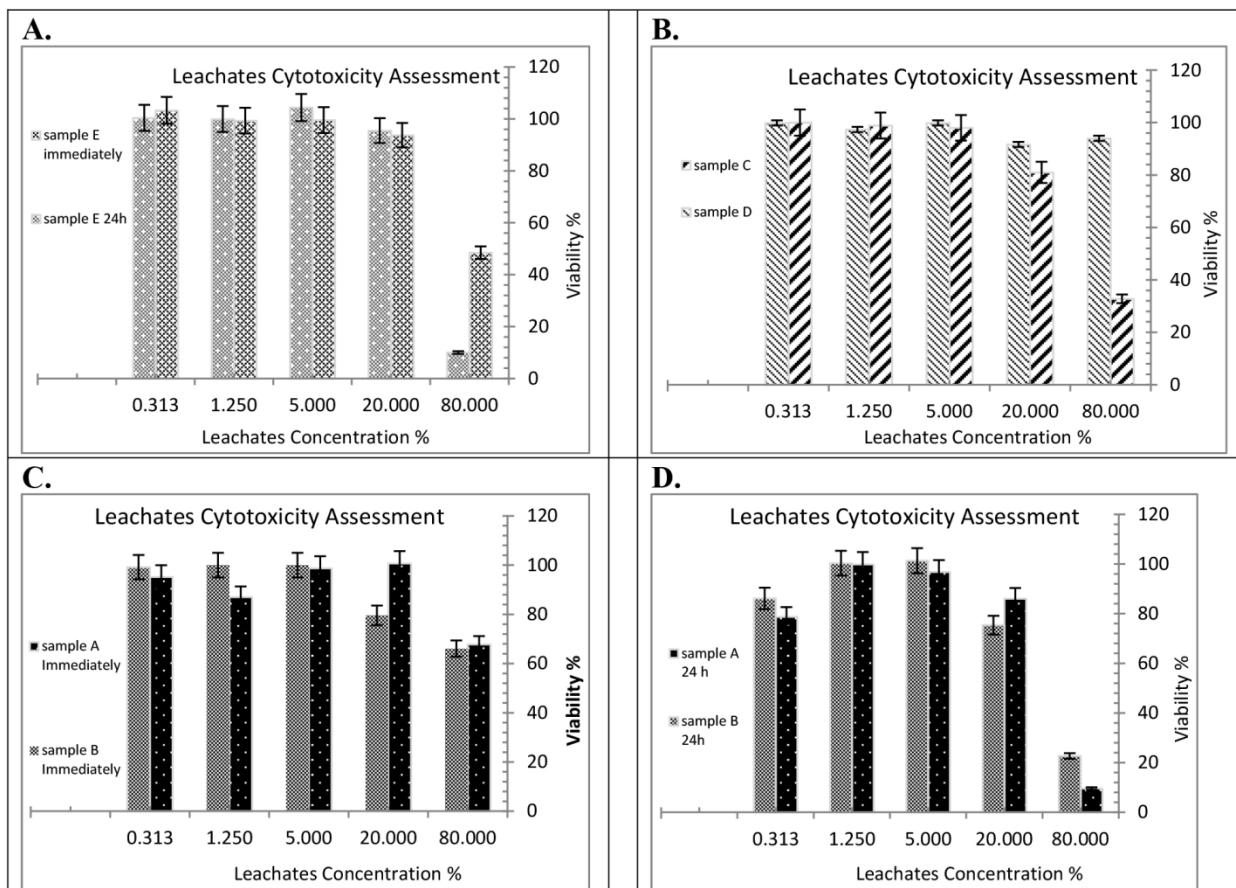 A.
Leachates Cytotoxicity Assessment
120
100
80
60
40
20
0
Viability %
sample E
immediately
sample E 24h
0.313 1.250 5.000 20.000 80.000
Leachates Concentration %
B.
Leachates Cytotoxicity Assessment
120
100
80
60
40
20
0
Viability %
sample C
sample D
0.313 1.250 5.000 20.000 80.000
Leachates Concentration %
C.
Leachates Cytotoxicity Assessment
120
100
80
60
40
20
0
Viability %
sample A
Immediately
sample B
Immediately
0.313 1.250 5.000 20.000 80.000
Leachates Concentration %
D.
Leachates Cytotoxicity Assessment
120
100
80
60
40
20
0
Viability %
sample A
24 h
sample B
24h
0.313 1.250 5.000 20.000 80.000
Leachates Concentration %